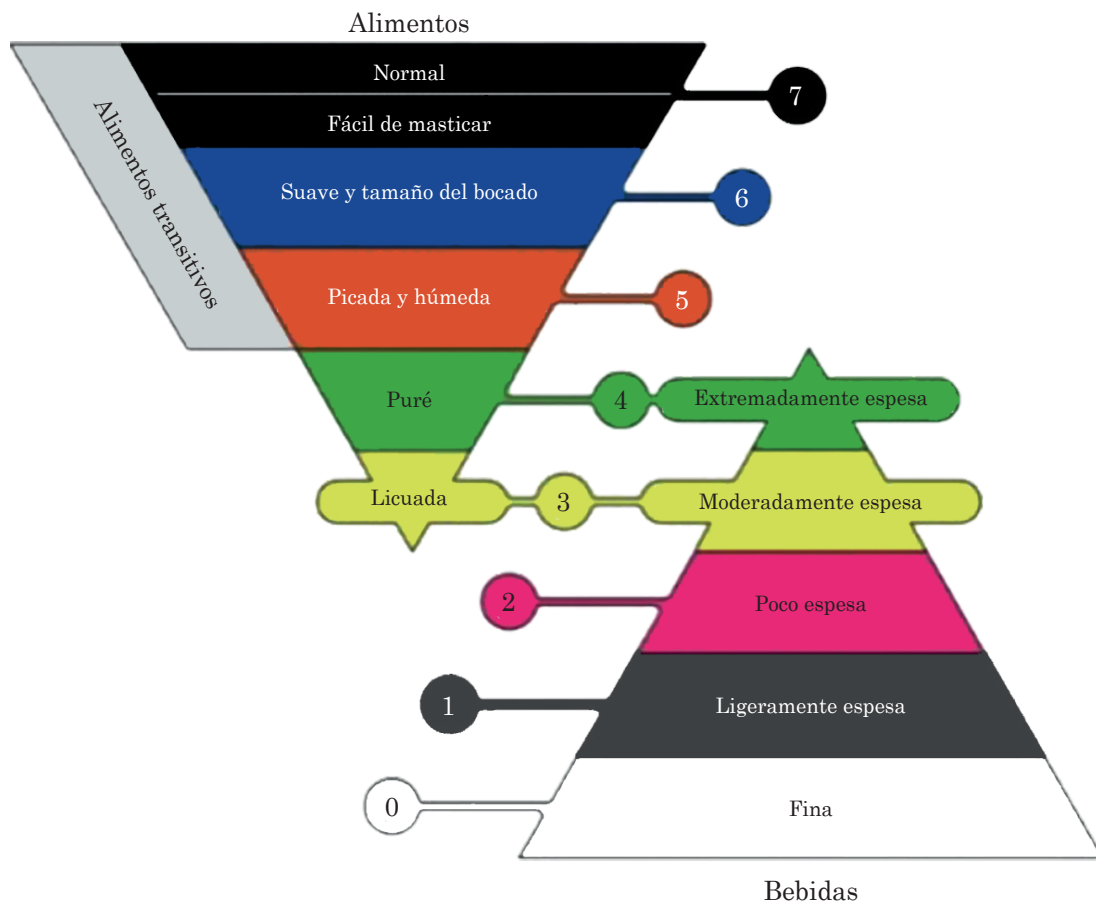 Alimentos
Normal
7
Fácil de masticar
Alimentos transitivos
Suave y tamaño del bocado
6
Picada y húmeda
5
Puré
4
Extremadamente espesa
Licuada
3
Moderadamente espesa
2
Poco espesa
1
Ligeramente espesa
0
Fina
Bebidas